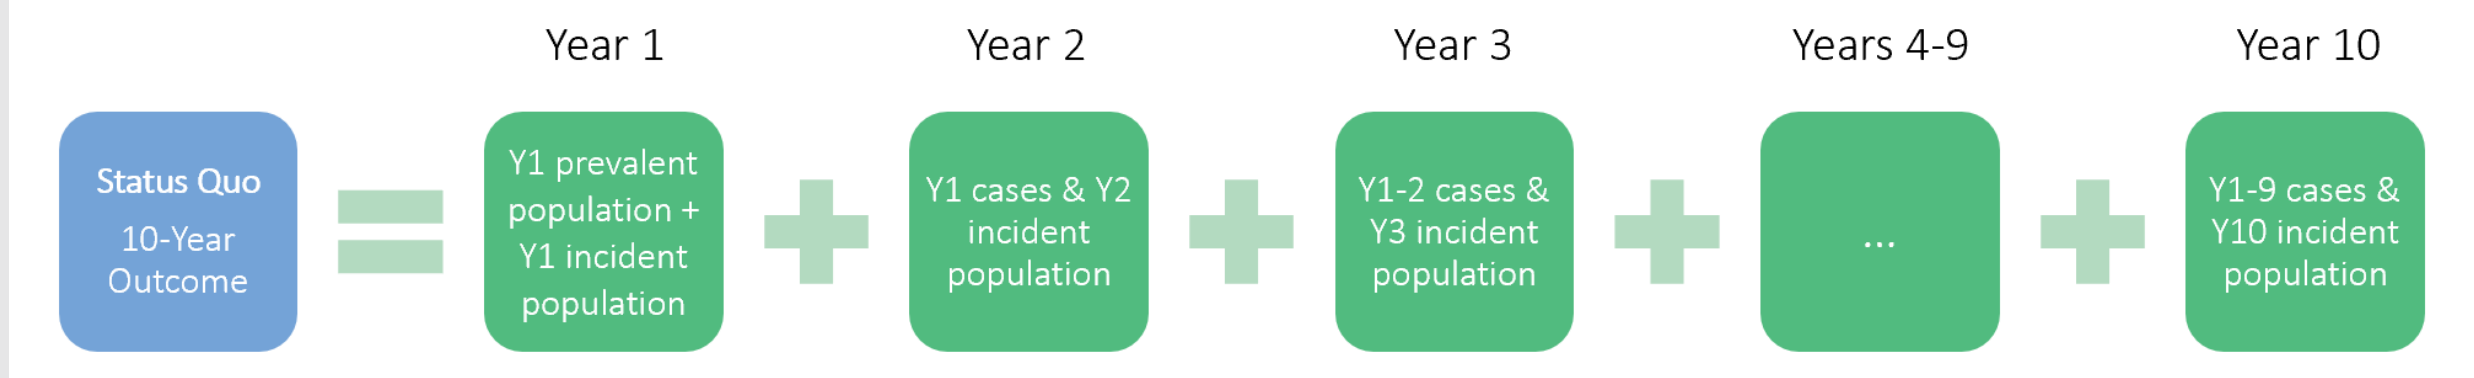 Year 1
Year 2
Year 3
Years 4-9
Year 10
Status Quo
10-Year
Outcome
Y1 prevalent
population +
Y1 incident
population
Y1 cases & Y2
incident
population
Y1-2 cases &
Y3 incident
population
...
Y1-9 cases &
Y10 incident
population